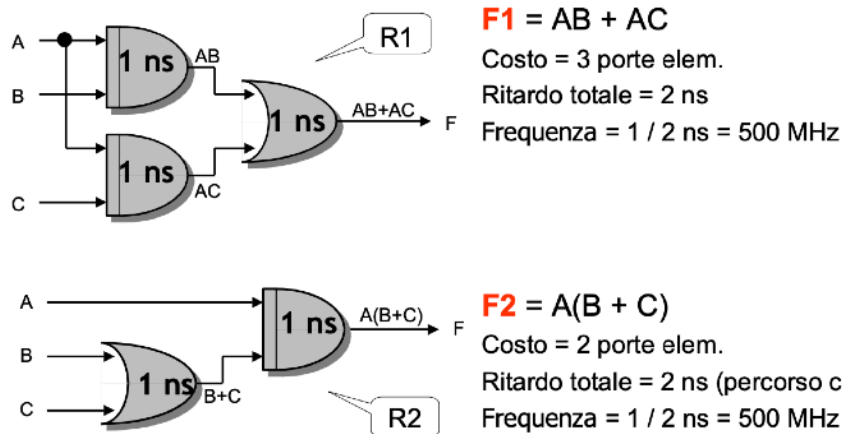 A
B
C
1 ns
AB
1 ns
AC
1 ns
AB+AC
F
R1
F1 = AB + AC
Costo = 3 porte elem.
Ritardo totale = 2 ns
Frequenza = 1 / 2 ns = 500 MHz
A
B
C
1 ns
B+C
1 ns
A(B+C)
F
R2
F2 = A(B + C)
Costo = 2 porte elem.
Ritardo totale = 2 ns (percorso c
Frequenza = 1 / 2 ns = 500 MHz